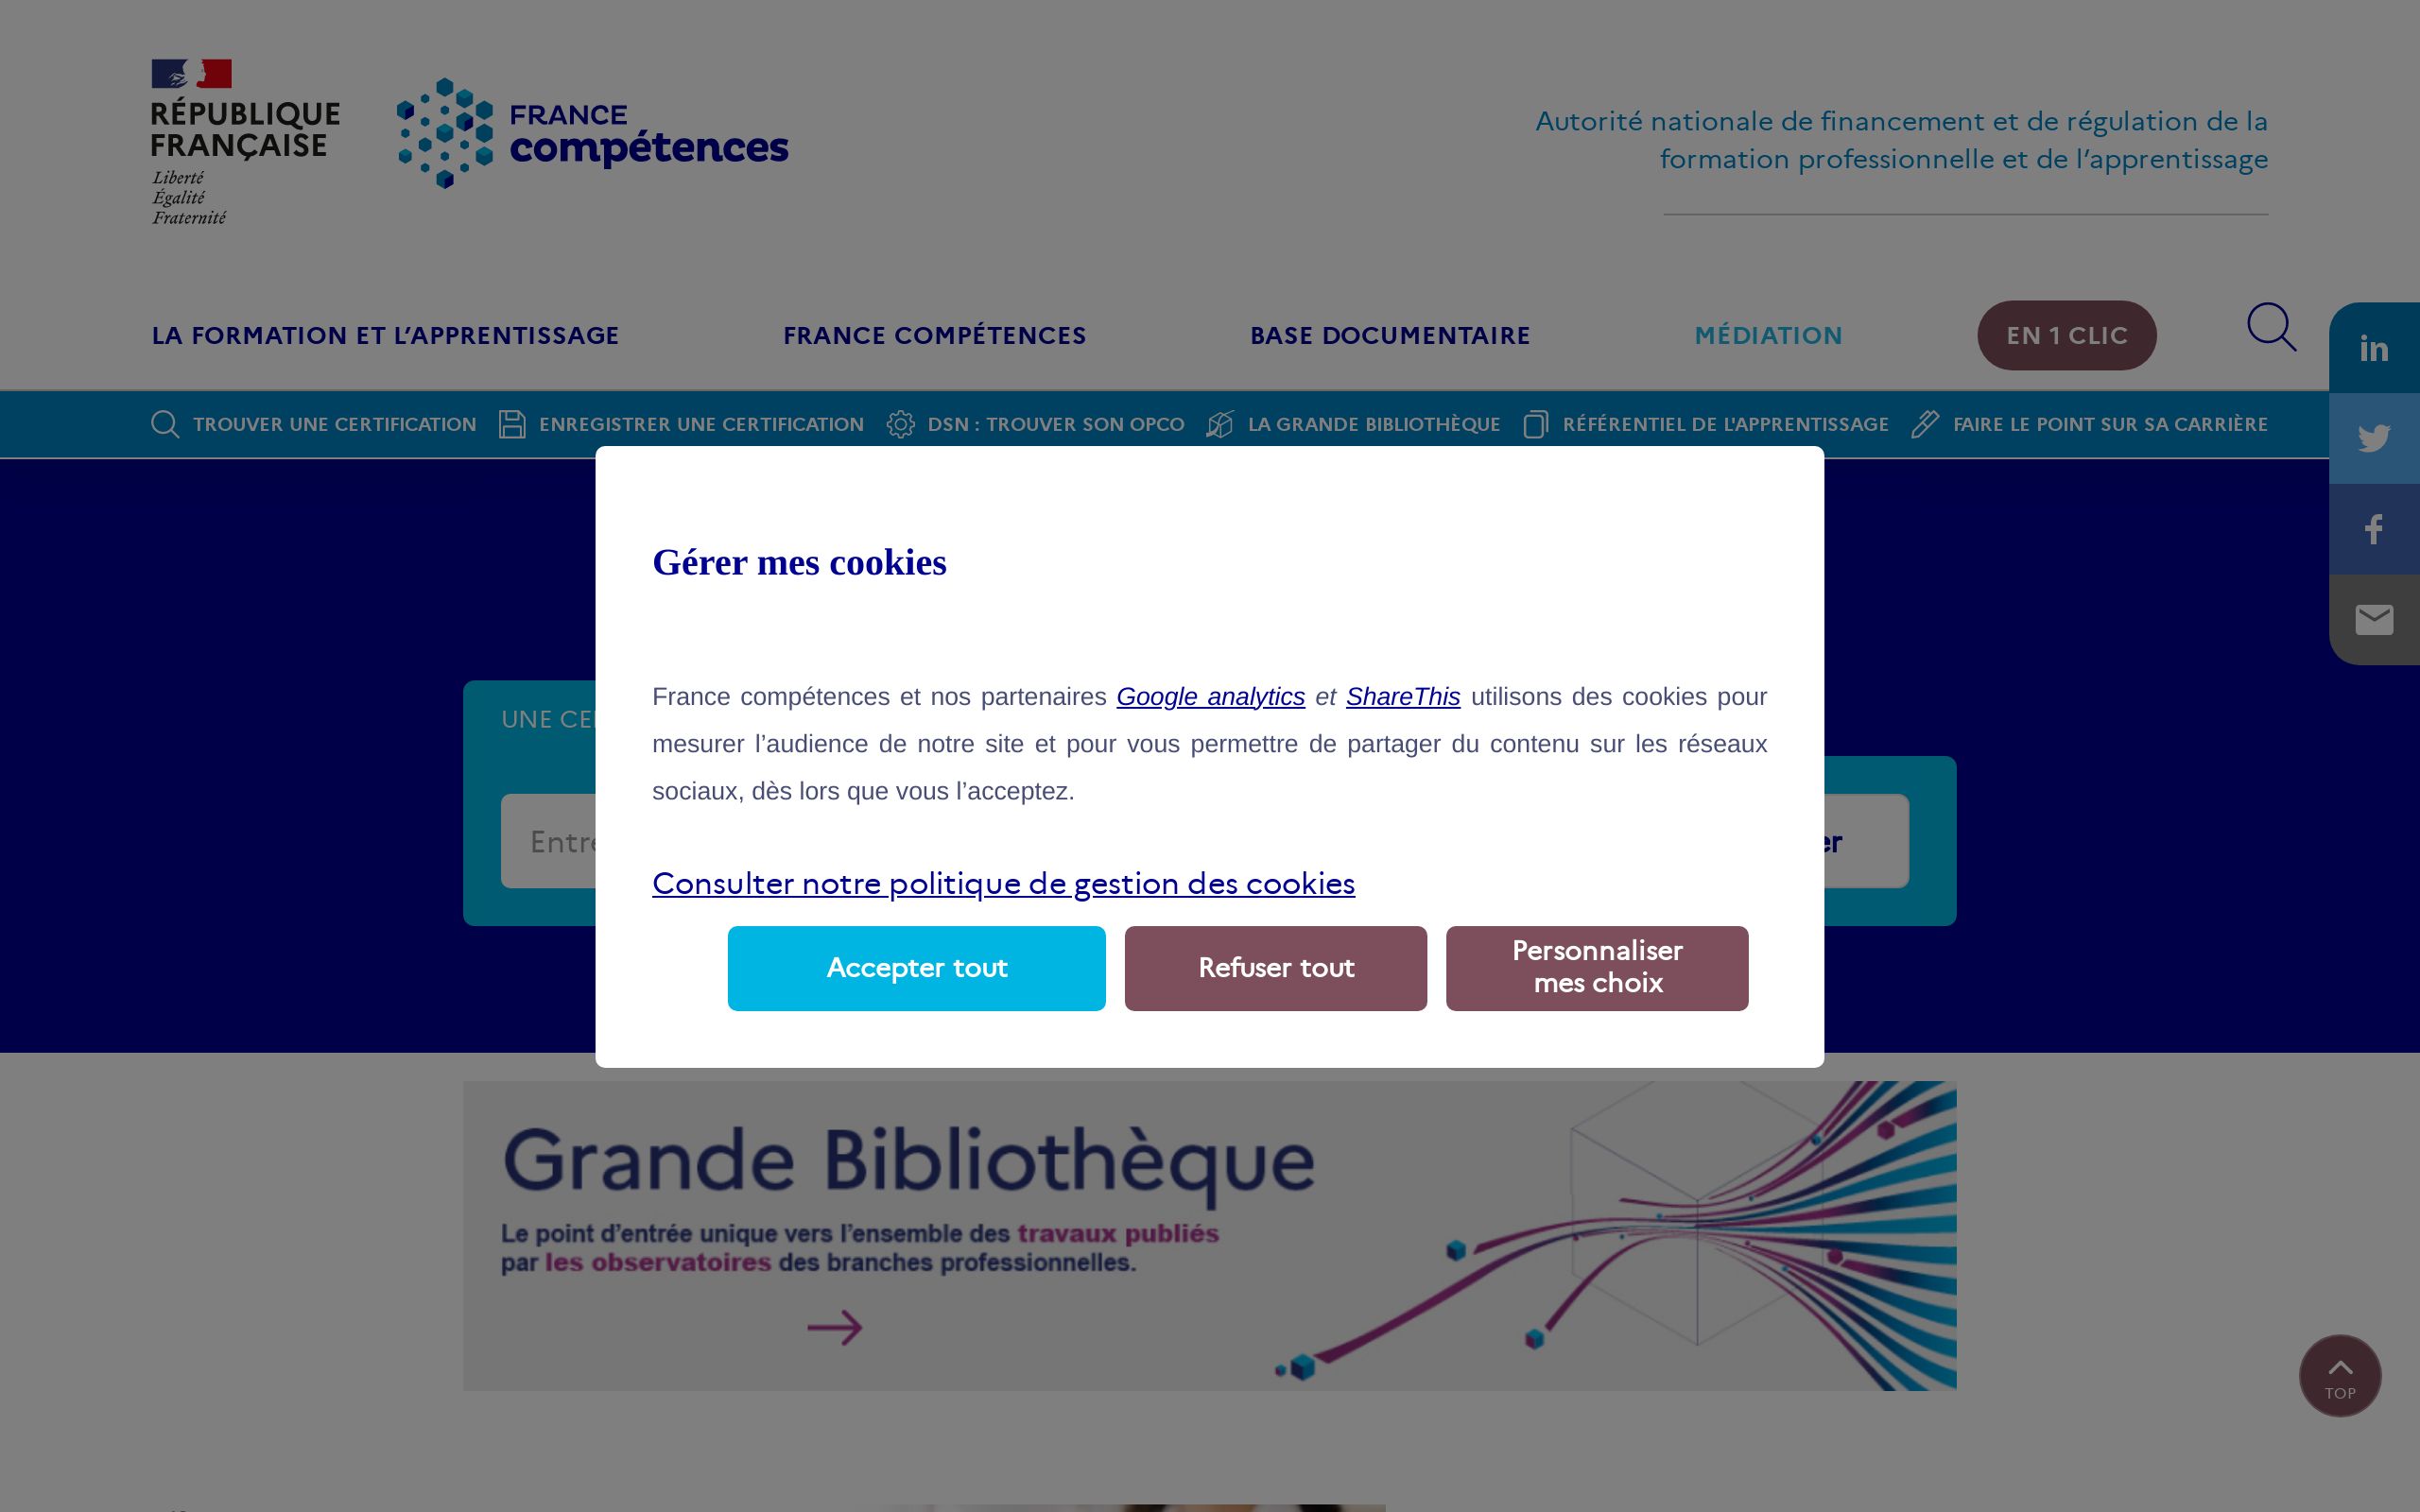 RÉPUBLIQUE
FRANÇAISE
Liberté
Égalité
Fraternité
FRANCE
compétences
Autorité nationale de financement et de régulation de la
formation professionnelle et de l’apprentissage
LA FORMATION ET L’APPRENTISSAGE
FRANCE COMPÉTENCES
BASE DOCUMENTAIRE
MÉDIATION
EN 1 CLIC
TROUVER UNE CERTIFICATION
ENREGISTRER UNE CERTIFICATION
DSN : TROUVER SON OPCO
LA GRANDE BIBLIOTHÈQUE
RÉFÉRENTIEL DE L'APPRENTISSAGE
FAIRE LE POINT SUR SA CARRIÈRE
in
f
Gérer mes cookies
UNE
France compétences et nos partenaires Google analytics et ShareThis utilisons des cookies pour
mesurer l’audience de notre site et pour vous permettre de partager du contenu sur les réseaux
sociaux, dès lors que vous l’acceptez.
Consulter notre politique de gestion des cookies
Accepter tout
Refuser tout
Personnaliser
mes choix
Grande Bibliothèque
Le point d’entrée unique vers l’ensemble des travaux publiés
par les observatoires des branches professionnelles.
TOP